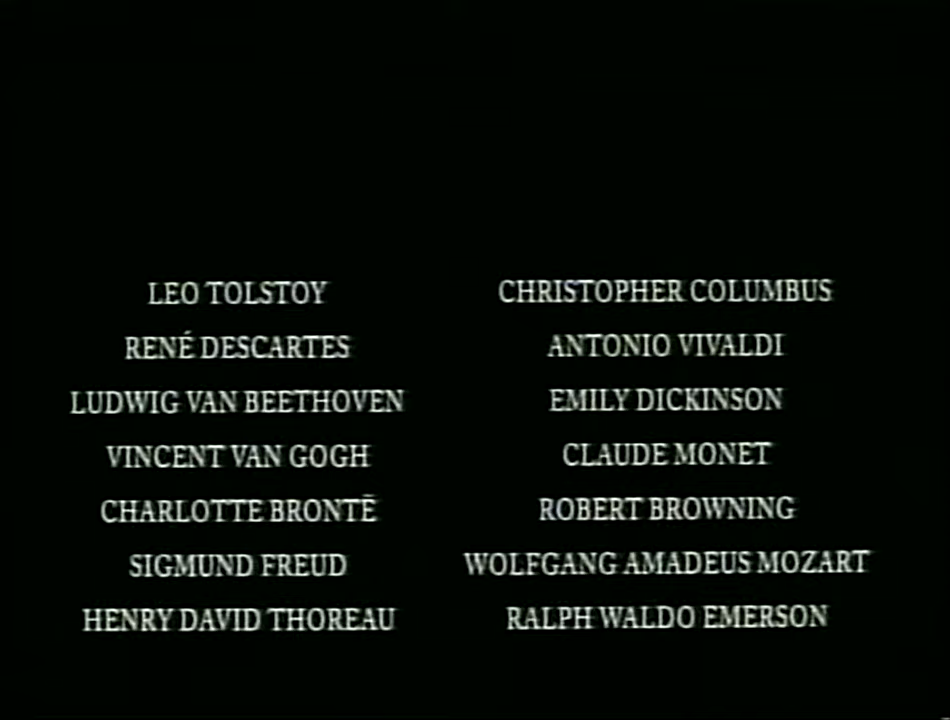 LEO TOLSTOY
RENÉ DESCARTES
LUDWIG VAN BEETHOVEN
VINCENT VAN GOGH
CHARLOTTE BRONTË
SIGMUND FREUD
HENRY DAVID THOREAU
CHRISTOPHER COLUMBUS
ANTONIO VIVALDI
EMILY DICKINSON
CLAUDE MONET
ROBERT BROWNING
WOLFGANG AMADEUS MOZART
RALPH WALDO EMERSON